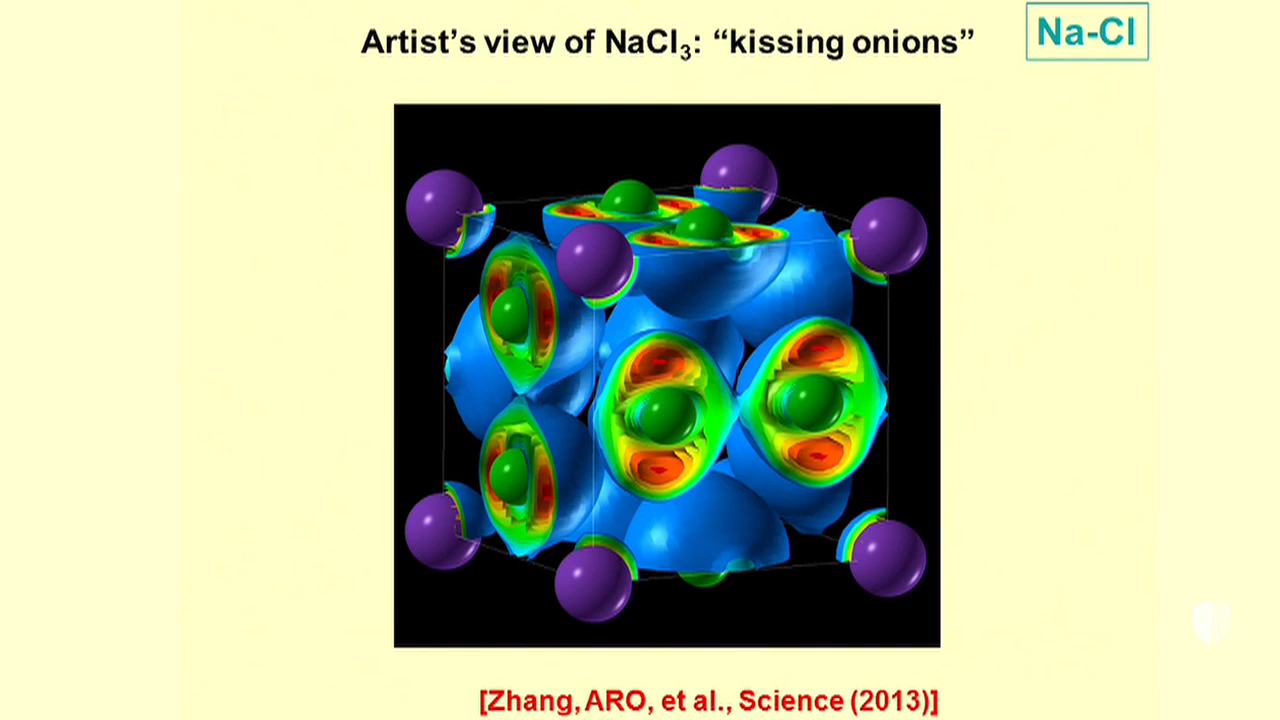 Artist’s view of NaCl₃: “kissing onions”
Na-Cl
[Zhang, ARO, et al., Science (2013)]